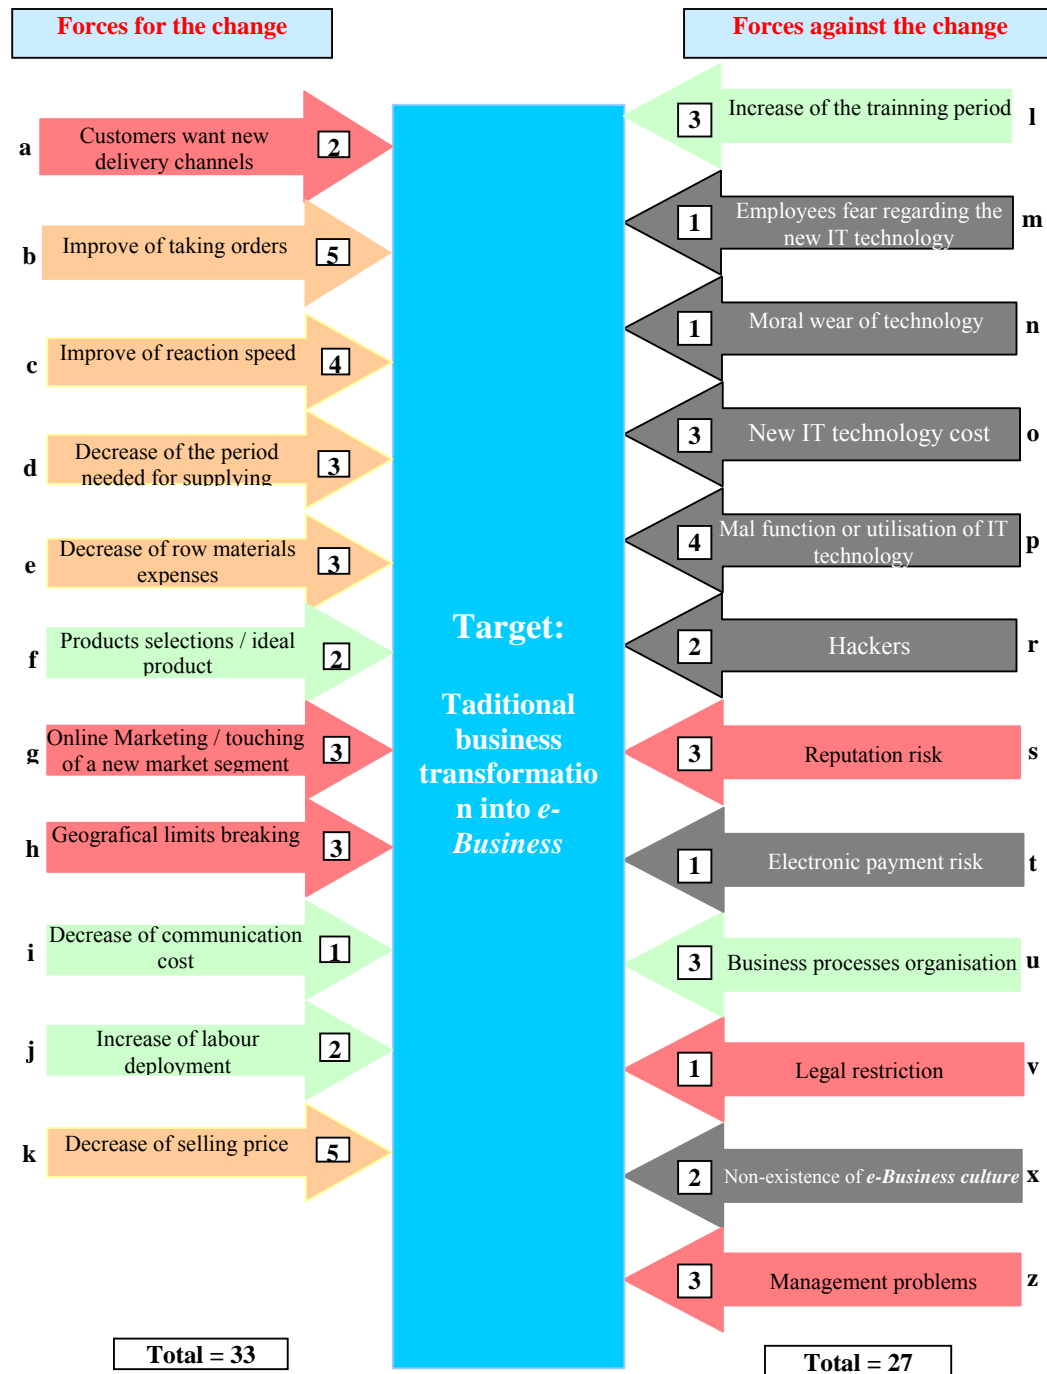 Forces for the change
Forces against the change
a
Customers want new
delivery channels
2
b
Improve of taking orders
5
c
Improve of reaction speed
4
d
Decrease of the period
needed for supplying
3
e
Decrease of row materials
expenses
3
f
Products selections / ideal
product
2
g
Online Marketing / touching
of a new market segment
3
h
Geografical limits breaking
3
i
Decrease of communication
cost
1
j
Increase of labour
deployment
2
k
Decrease of selling price
5
Total = 33
Target:
Taditional
business
transformatio
n into e-
Business
3
Increase of the trainning period
l
1
Employees fear regarding the
new IT technology
m
1
Moral wear of technology
n
3
New IT technology cost
o
4
Mal function or utilisation of IT
technology
p
2
Hackers
r
3
Reputation risk
s
1
Electronic payment risk
t
3
Business processes organisation
u
1
Legal restriction
v
2
Non-existence of e-Business culture
x
3
Management problems
z
Total = 27